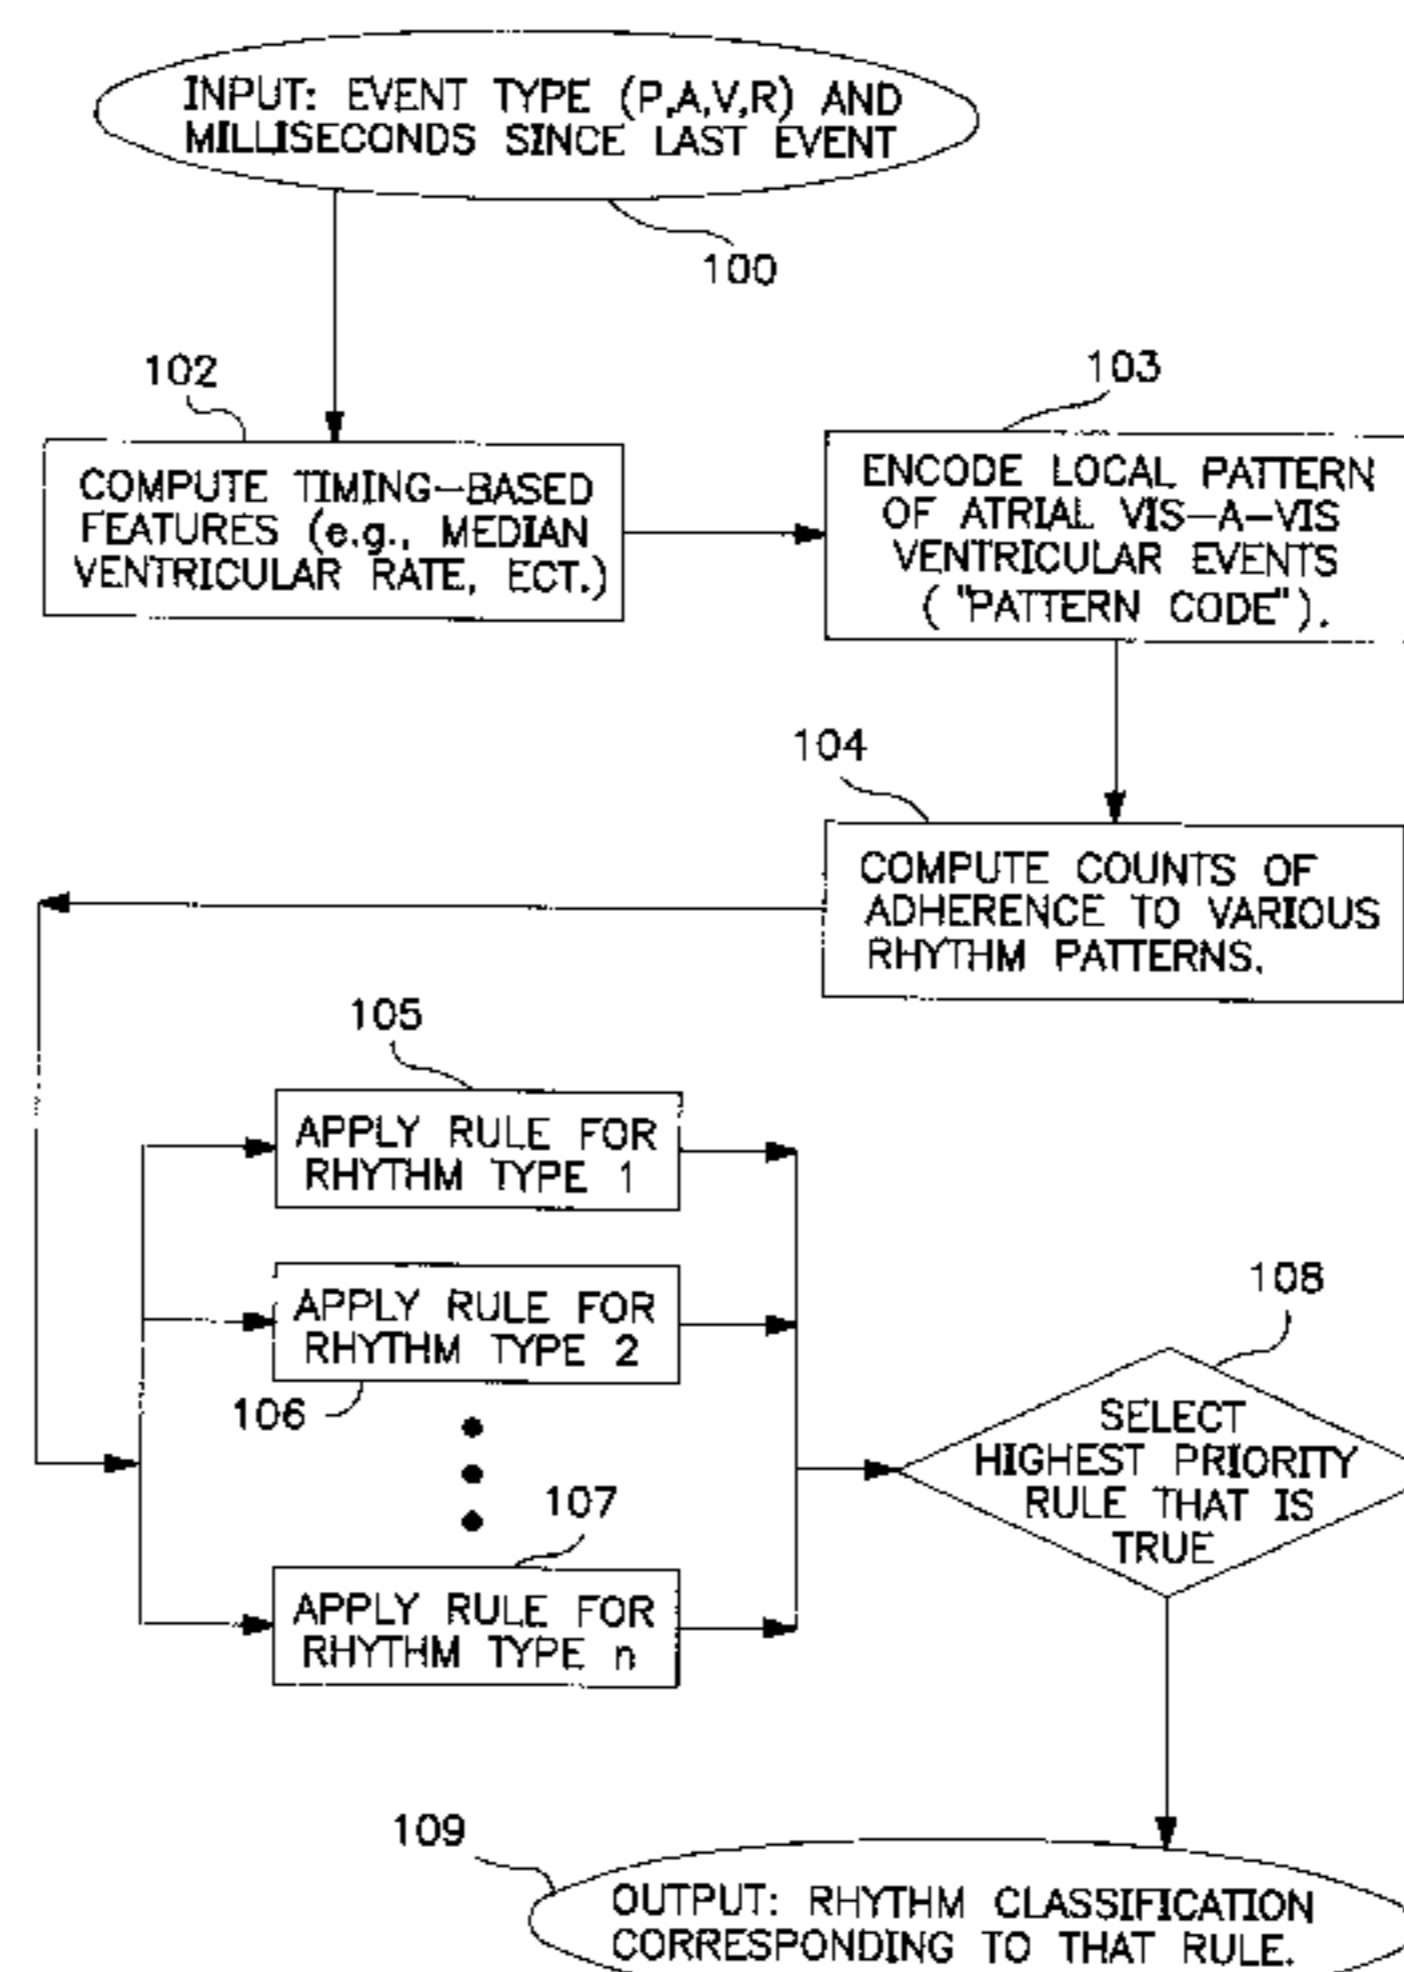 INPUT: EVENT TYPE (P,A,V,R) AND
MILLISECONDS SINCE LAST EVENT
100
102
COMPUTE TIMING-BASED
FEATURES (e.g., MEDIAN
VENTRICULAR RATE, ECT.)
103
ENCODE LOCAL PATTERN
OF ATRIAL VIS-A-VIS
VENTRICULAR EVENTS
( "PATTERN CODE").
104
COMPUTE COUNTS OF
ADHERENCE TO VARIOUS
RHYTHM PATTERNS.
105
APPLY RULE FOR
RHYTHM TYPE 1
APPLY RULE FOR
RHYTHM TYPE 2
106
107
APPLY RULE FOR
RHYTHM TYPE n
108
SELECT
HIGHEST PRIORITY
RULE THAT IS
TRUE
109
OUTPUT: RHYTHM CLASSIFICATION
CORRESPONDING TO THAT RULE.